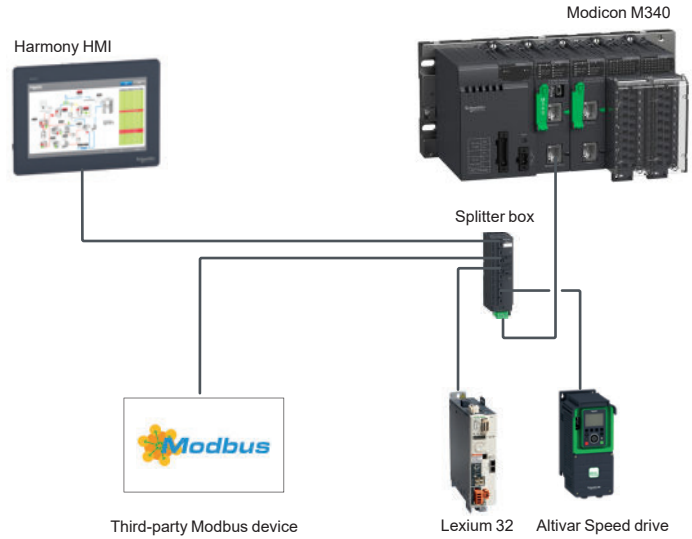 Modicon M340
Harmony HMI
Splitter box
Modbus
Third-party Modbus device
Lexium 32
Altivar Speed drive